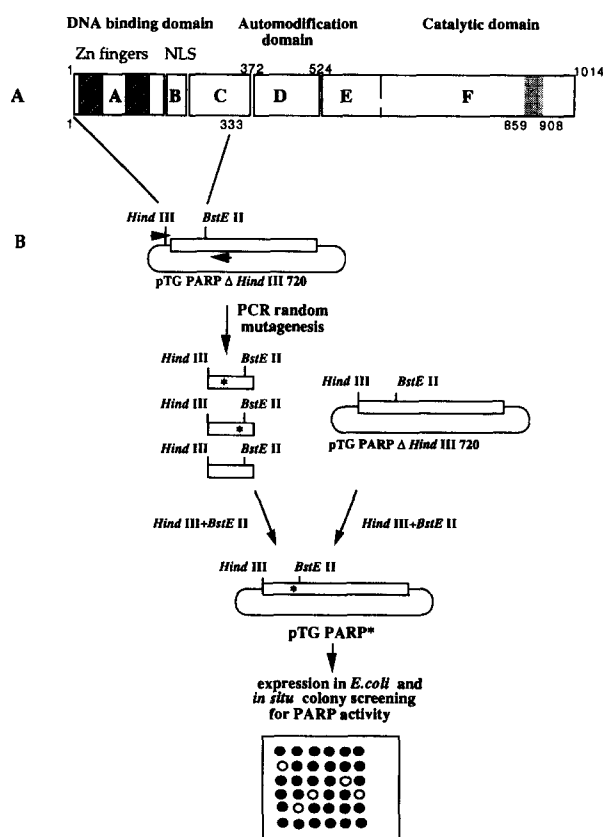 DNA binding domain Automodification domain Catalytic domain
Zn fingers NLS
1 372 524 1014
A A B C D E F
1 333 859 908
Hind III BstE II
B
pTG PARP Δ Hind III 720
PCR random
mutagenesis
Hind III BstE II
*
Hind III BstE II
*
Hind III BstE II
Hind III BstE II
pTG PARP Δ Hind III 720
Hind III+BstE II Hind III+BstE II
Hind III BstE II
*
pTG PARP*
expression in E.coli and
in situ colony screening
for PARP activity